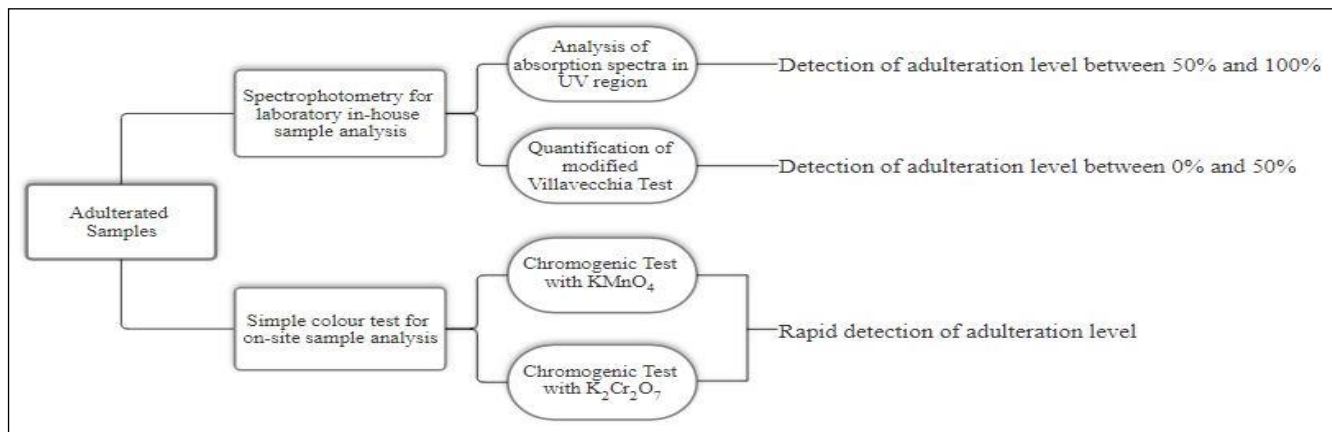 Adulterated
Samples
Spectrophotometry for
laboratory in-house
sample analysis
Analysis of
absorption spectra in
UV region
Detection of adulteration level between 50% and 100%
Quantification of
modified
Villavecchia Test
Detection of adulteration level between 0% and 50%
Simple colour test for
on-site sample analysis
Chromogenic Test
with KMnO₄
Chromogenic Test
with K₂Cr₂O₇
Rapid detection of adulteration level